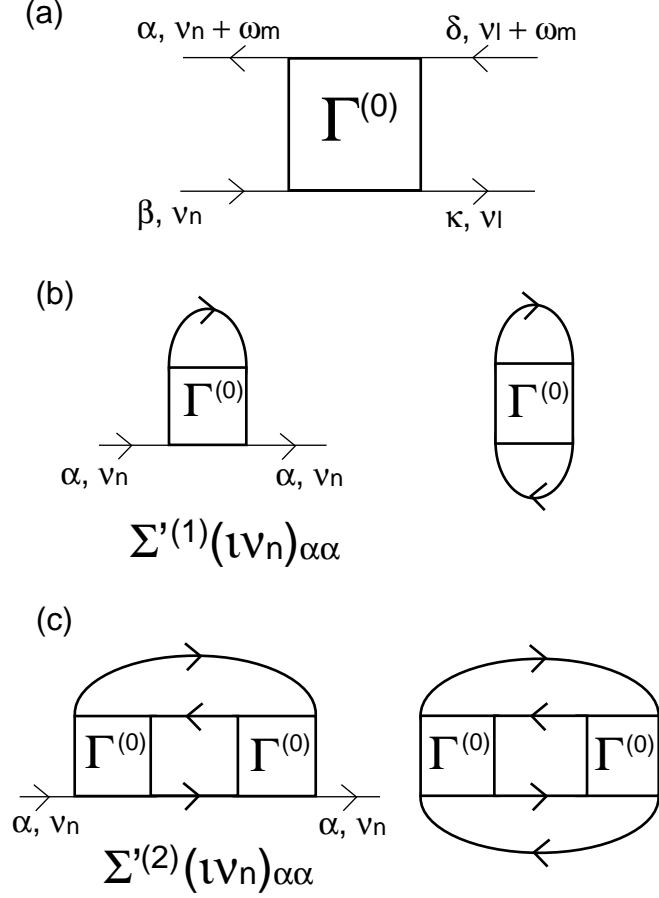 (a)
α, νn + ωm
δ, νl + ωm
Γ(0)
β, νn
κ, νl
(b)
Γ(0)
Γ(0)
α, νn
α, νn
Σ'(1)(ινn)αα
(c)
Γ(0)
Γ(0)
Γ(0)
Γ(0)
α, νn
α, νn
Σ'(2)(ινn)αα